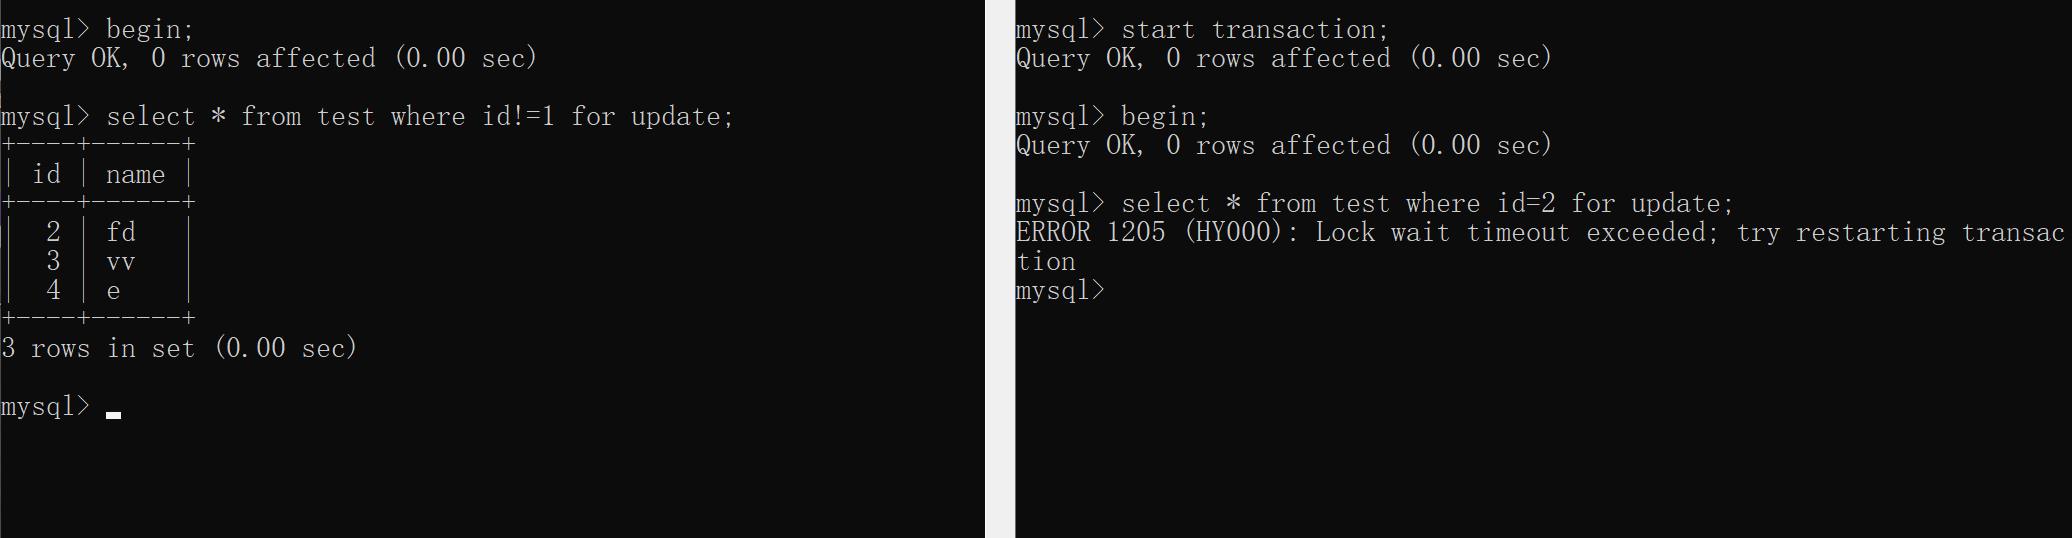 mysql> begin;
Query OK, 0 rows affected (0.00 sec)
mysql> select * from test where id!=1 for update;
+----+------+
| id | name |
+----+------+
| 2 | fd |
| 3 | vv |
| 4 | e |
+----+------+
3 rows in set (0.00 sec)
mysql>
mysql> start transaction;
Query OK, 0 rows affected (0.00 sec)
mysql> begin;
Query OK, 0 rows affected (0.00 sec)
mysql> select * from test where id=2 for update;
ERROR 1205 (HY000): Lock wait timeout exceeded; try restarting transac
tion
mysql>